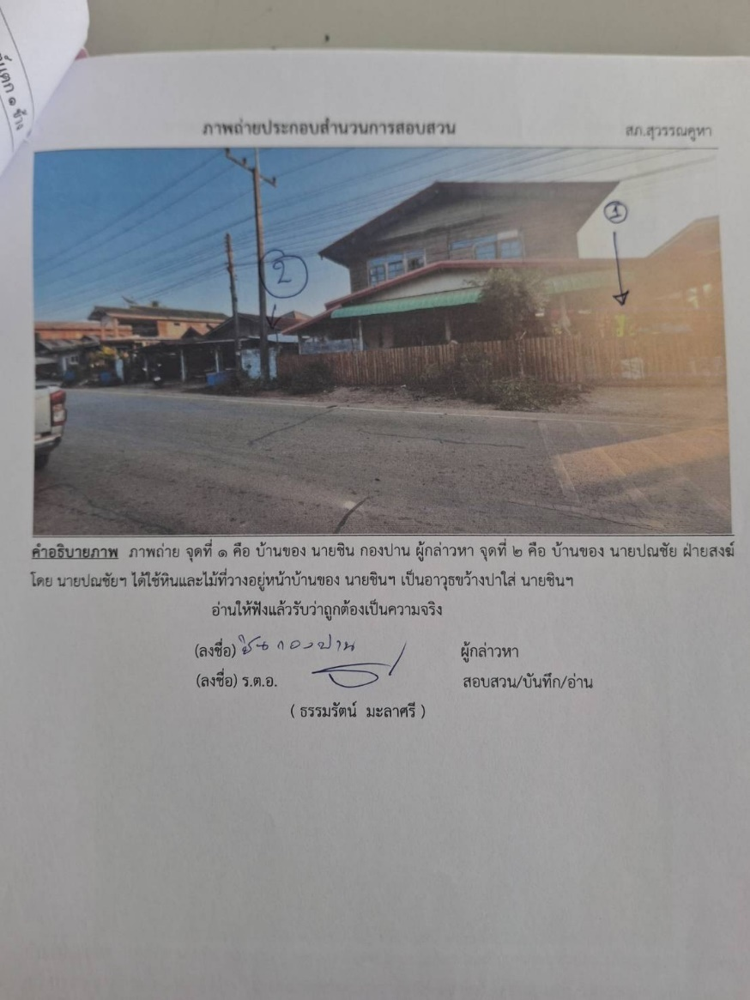 ภาพถ่ายประกอบสำนวนการสอบสวน สภ.สุวรรณคูหา
①
2
คำอธิบายภาพ ภาพถ่าย จุดที่ ๑ คือ บ้านของ นายชิน กองปาน ผู้กล่าวหา จุดที่ ๒ คือ บ้านของ นายปณชัย ฝ่ายสงฆ์
โดย นายปณชัยฯ ได้ใช้หินและไม้ที่วางอยู่หน้าบ้านของ นายชินฯ เป็นอาวุธขว้างปาใส่ นายชินฯ
อ่านให้ฟังแล้วรับว่าถูกต้องเป็นความจริง
(ลงชื่อ) ชิน กองปาน ผู้กล่าวหา
(ลงชื่อ) ร.ต.อ. สอบสวน/บันทึก/อ่าน
( ธรรมรัตน์ มะลาศรี )
๑ ข้าง